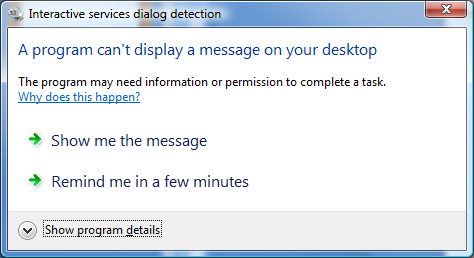 Interactive services dialog detection
A program can't display a message on your desktop
The program may need information or permission to complete a task.
Why does this happen?
Show me the message
Remind me in a few minutes
Show program details